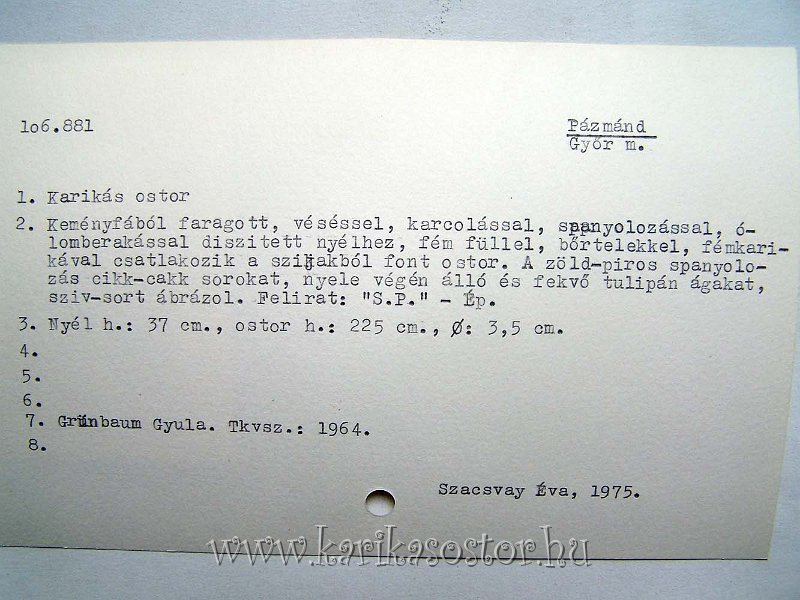 lo6.881
Pázmánd
Győr m.
1. Karikás ostor
2. Keményfából faragott, véséssel, karcolással, spanyolozással, ó-
lomberakással diszitett nyélhez, fém füllel, bőrtelekkel, fémkari-
kával csatlakozik a szijjakból font ostor. A zöld-piros spanyolo-
zás cikk-cakk sorokat, nyele végén álló és fekvő tulipán ágakat,
sziv-sort ábrázol. Felirat: "S.P." - Ép.
3. Nyél h.: 37 cm., ostor h.: 225 cm., Ø: 3,5 cm.
4.
5.
6.
7. Grünbaum Gyula. Tkvsz.: 1964.
8.
Szacsvay Éva, 1975.
www.karikasostor.hu